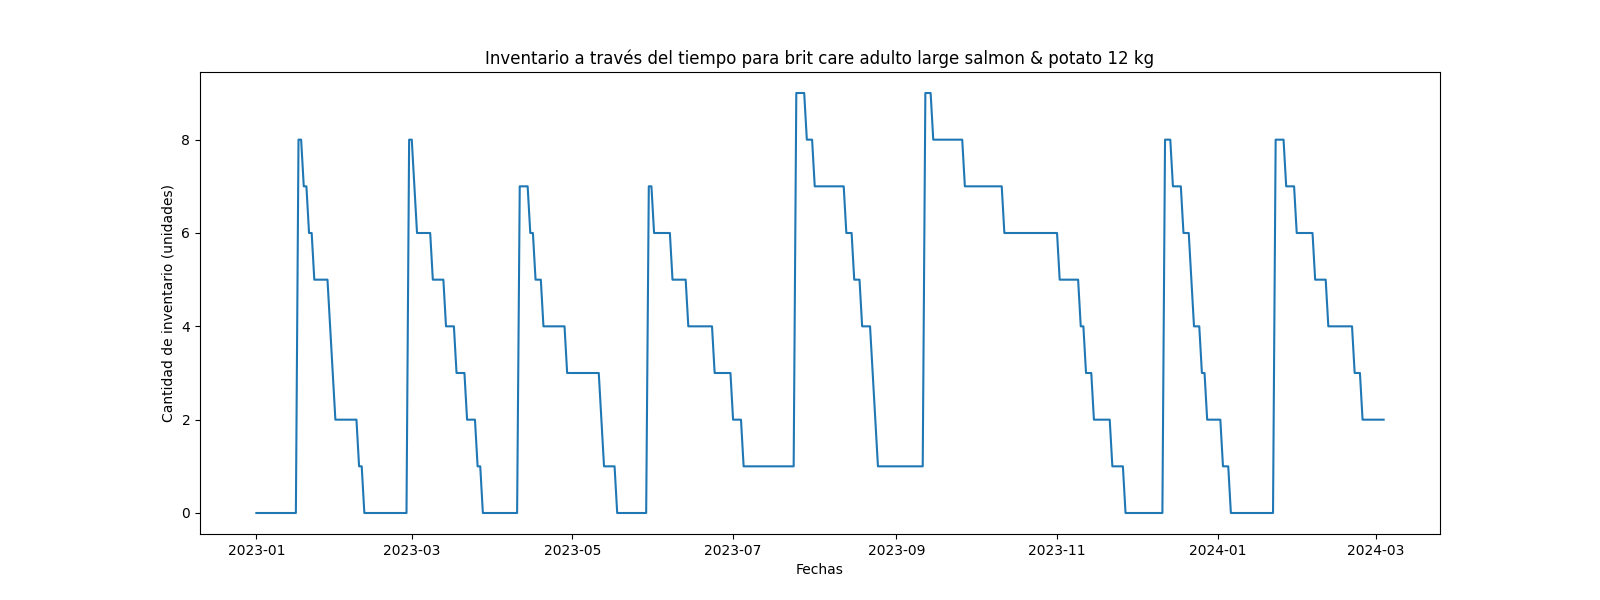 Inventario a través del tiempo para brit care adulto large salmon & potato 12 kg
Cantidad de inventario (unidades)
8
6
4
2
0
2023-01 2023-03 2023-05 2023-07 2023-09 2023-11 2024-01 2024-03
Fechas